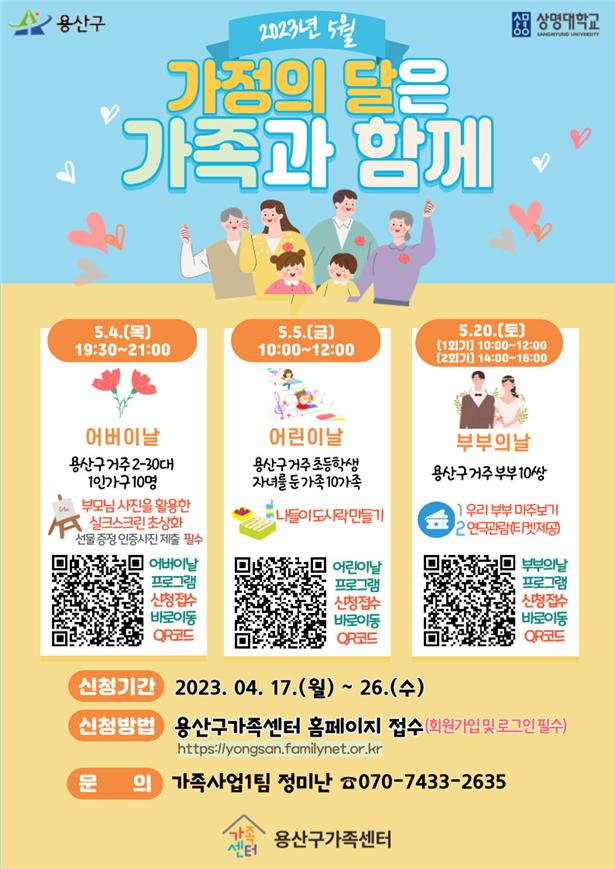 용산구
상명대학교
SANGMYUNG UNIVERSITY
2023년 5월
가정의 달은
가족과 함께
5.4.(목)
19:30~21:00
어버이날
용산구 거주 2-30대
1인가구 10명
부모님 사진을 활용한
실크스크린 초상화
선물 증정 인증사진 제출 필수
어버이날
프로그램
신청접수
바로이동
QR코드
5.5.(금)
10:00~12:00
어린이날
용산구 거주 초등학생
자녀를 둔 가족 10가족
나들이 도시락 만들기
어린이날
프로그램
신청접수
바로이동
QR코드
5.20.(토)
[1회기] 10:00~12:00
[2회기] 14:00~16:00
부부의날
용산구 거주 부부 10쌍
1 우리 부부 마주보기
2 연극관람(티켓 제공)
부부의날
프로그램
신청접수
바로이동
QR코드
신청기간 2023. 04. 17.(월) ~ 26.(수)
신청방법 용산구가족센터 홈페이지 접수(회원가입 및 로그인 필수)
https://yongsan.familynet.or.kr
문 의 가족사업1팀 정미난 ☎070-7433-2635
가족센터 용산구가족센터